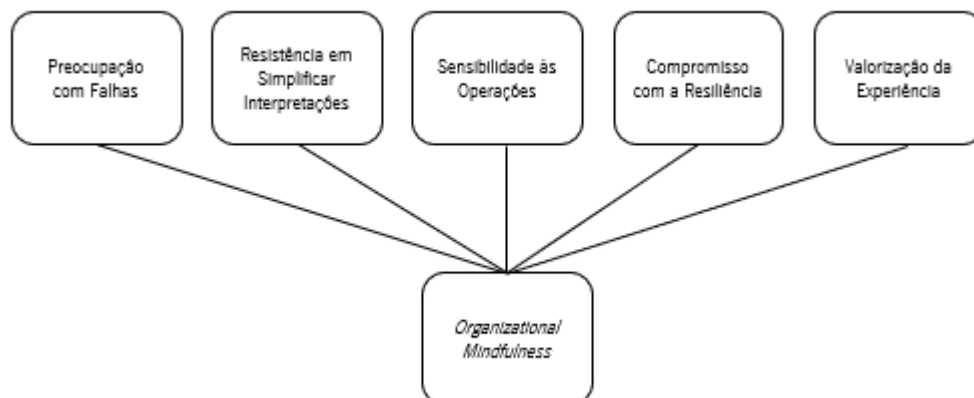 Preocupação
com Falhas
Resistência em
Simplificar
Interpretações
Sensibilidade às
Operações
Compromisso
com a Resiliência
Valorização da
Experiência
Organizational
Mindfulness